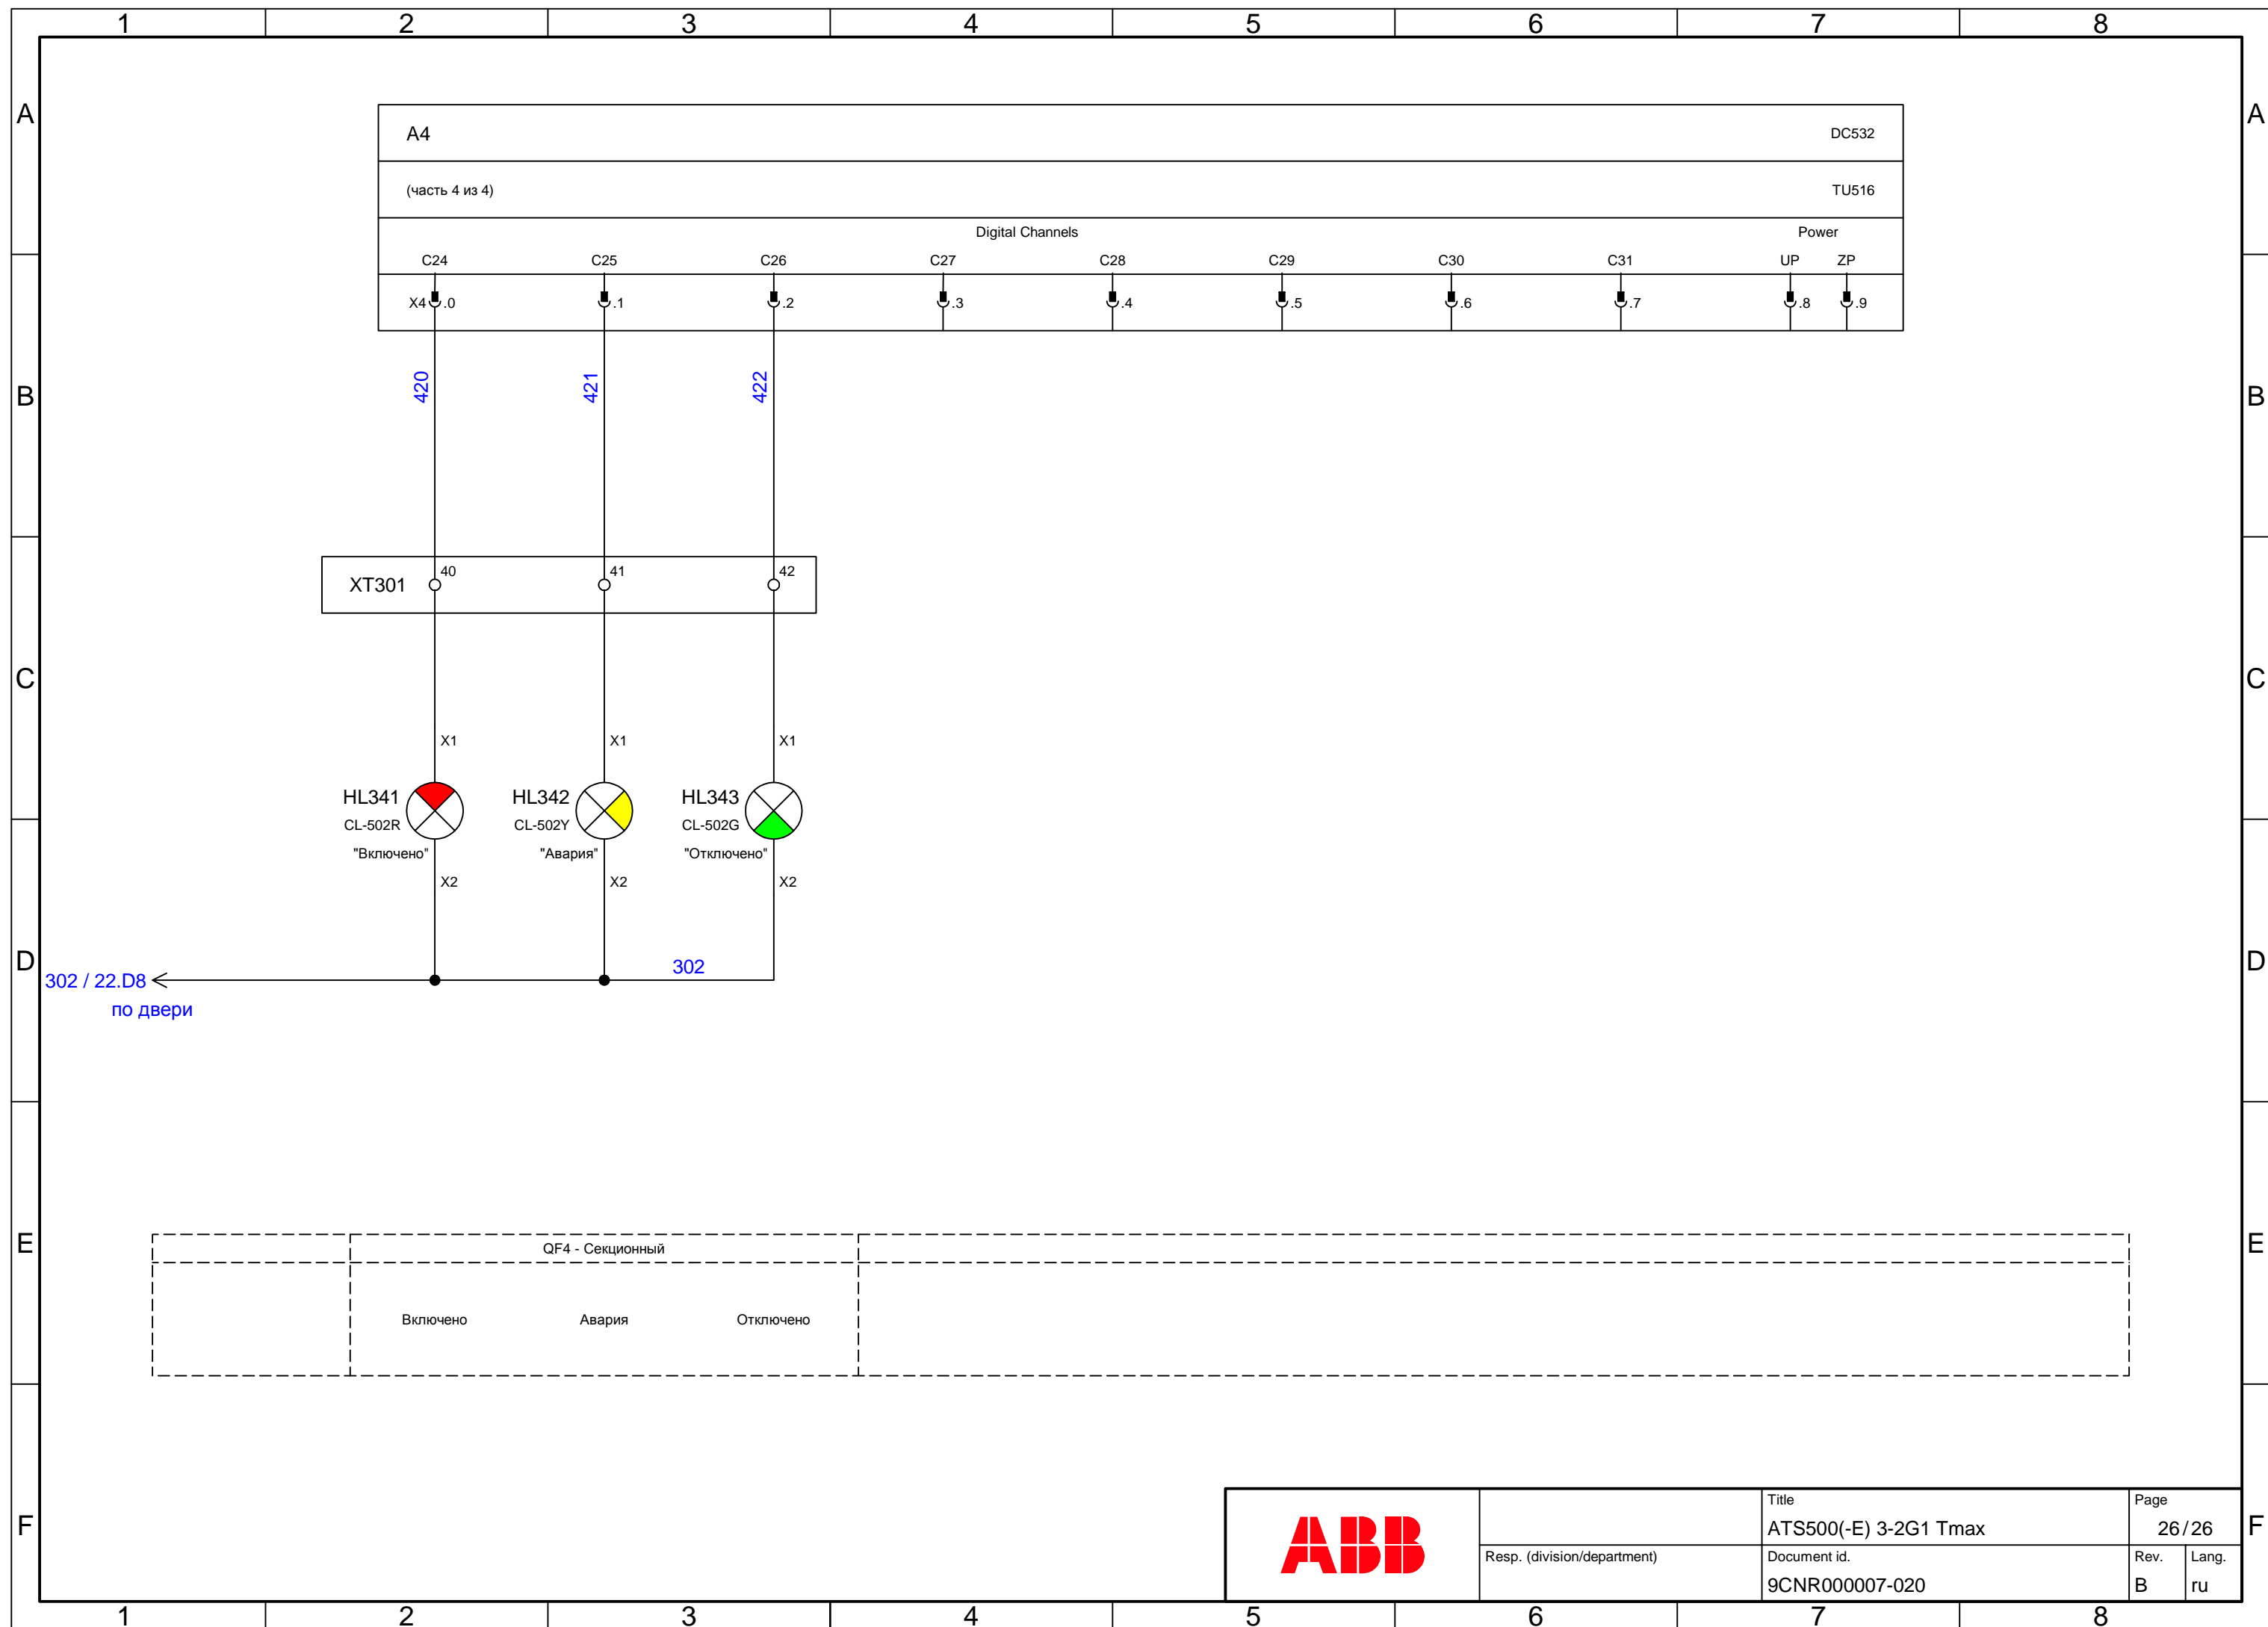 1 2 3 4 5 6 7 8
A A
A4 DC532
(часть 4 из 4) TU516
Digital Channels Power
C24 C25 C26 C27 C28 C29 C30 C31 UP ZP
X4 .0 .1 .2 .3 .4 .5 .6 .7 .8 .9
420 421 422
B B
40 41 42
XT301
C C
X1 X1 X1
HL341 HL342 HL343
CL-502R CL-502Y CL-502G
"Включено" "Авария" "Отключено"
X2 X2 X2
D D
302
302 / 22.D8
по двери
E E
QF4 - Секционный
Включено Авария Отключено
F F
ABB
Title
ATS500(-E) 3-2G1 Tmax
Page
26/26
Resp. (division/department)
Document id.
9CNR000007-020
Rev.
B
Lang.
ru
1 2 3 4 5 6 7 8